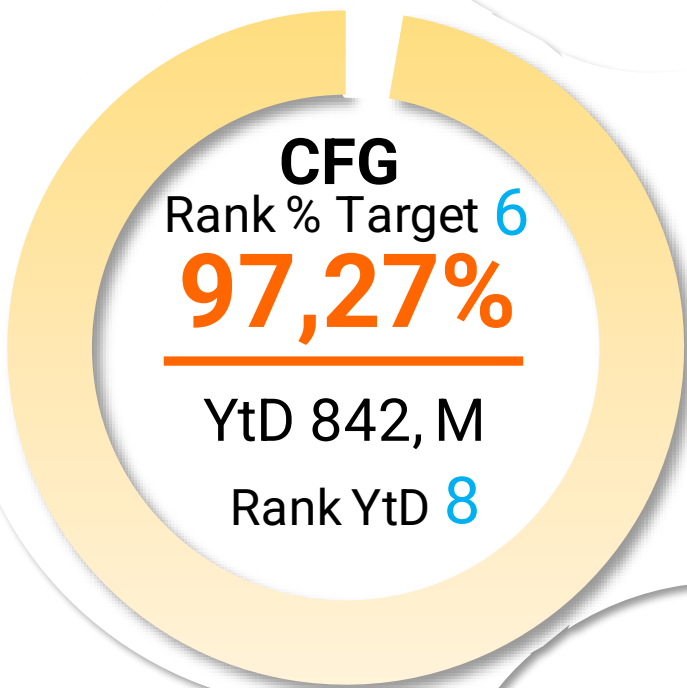 CFG
Rank % Target 6
97,27%
YtD 842, M
Rank YtD 8